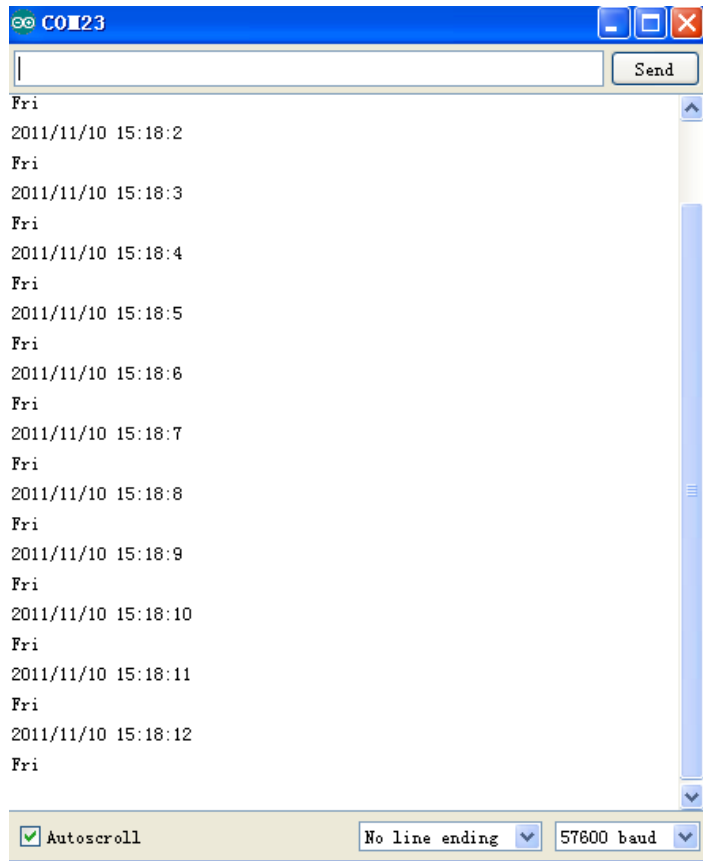 COM23
Send
Fri
2011/11/10 15:18:2
Fri
2011/11/10 15:18:3
Fri
2011/11/10 15:18:4
Fri
2011/11/10 15:18:5
Fri
2011/11/10 15:18:6
Fri
2011/11/10 15:18:7
Fri
2011/11/10 15:18:8
Fri
2011/11/10 15:18:9
Fri
2011/11/10 15:18:10
Fri
2011/11/10 15:18:11
Fri
2011/11/10 15:18:12
Fri
Autoscroll No line ending 57600 baud